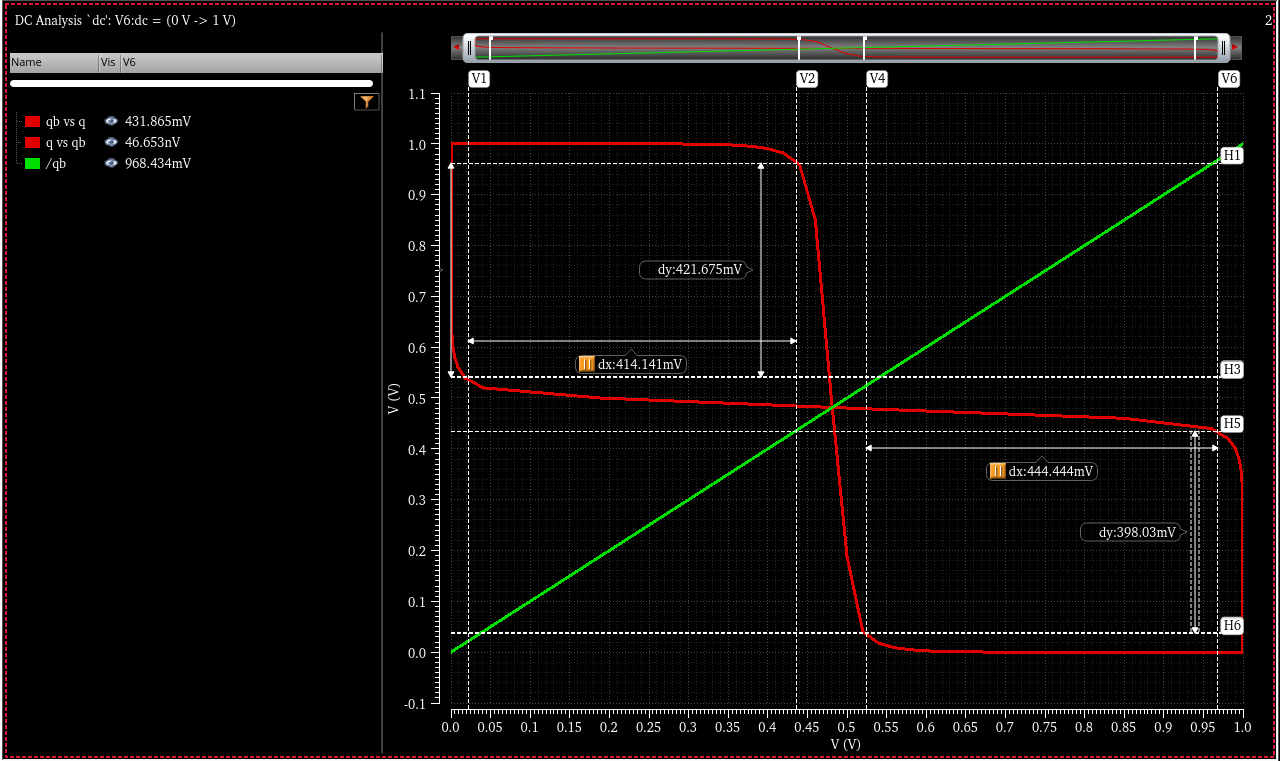 DC Analysis `dc': V6:dc = (0 V -> 1 V)
2
Name Vis V6
qb vs q 431.865mV
q vs qb 46.653nV
/qb 968.434mV
V1 V2 V4 V6
1.1
1.0
H1
0.9
0.8
dy:421.675mV
0.7
0.6
dx:414.141mV
H3
0.5
V (V)
H5
0.4
dx:444.444mV
0.3
dy:398.03mV
0.2
0.1
H6
0.0
-0.1
0.0 0.05 0.1 0.15 0.2 0.25 0.3 0.35 0.4 0.45 0.5 0.55 0.6 0.65 0.7 0.75 0.8 0.85 0.9 0.95 1.0
V (V)